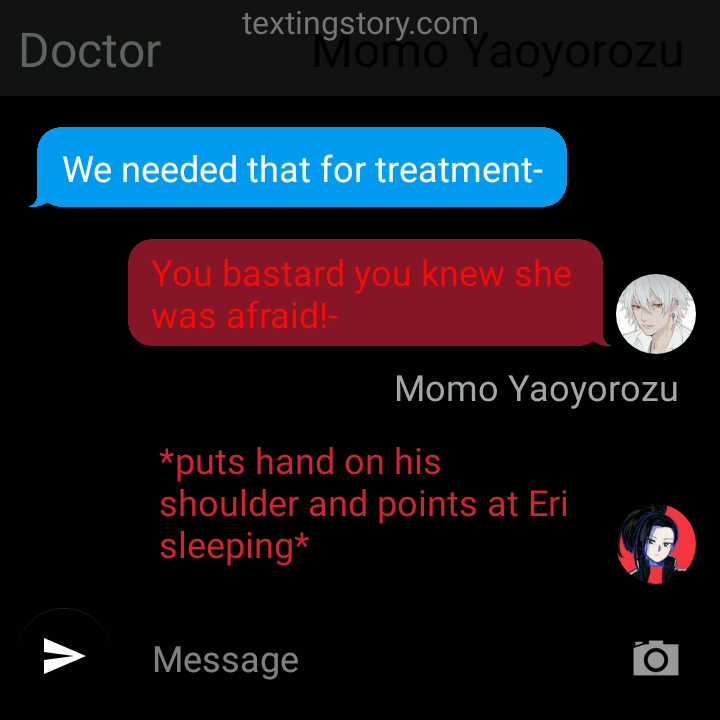 textingstory.com
Doctor
Momo Yaoyorozu
We needed that for treatment-
You bastard you knew she
was afraid!-
Momo Yaoyorozu
*puts hand on his
shoulder and points at Eri
sleeping*
Message